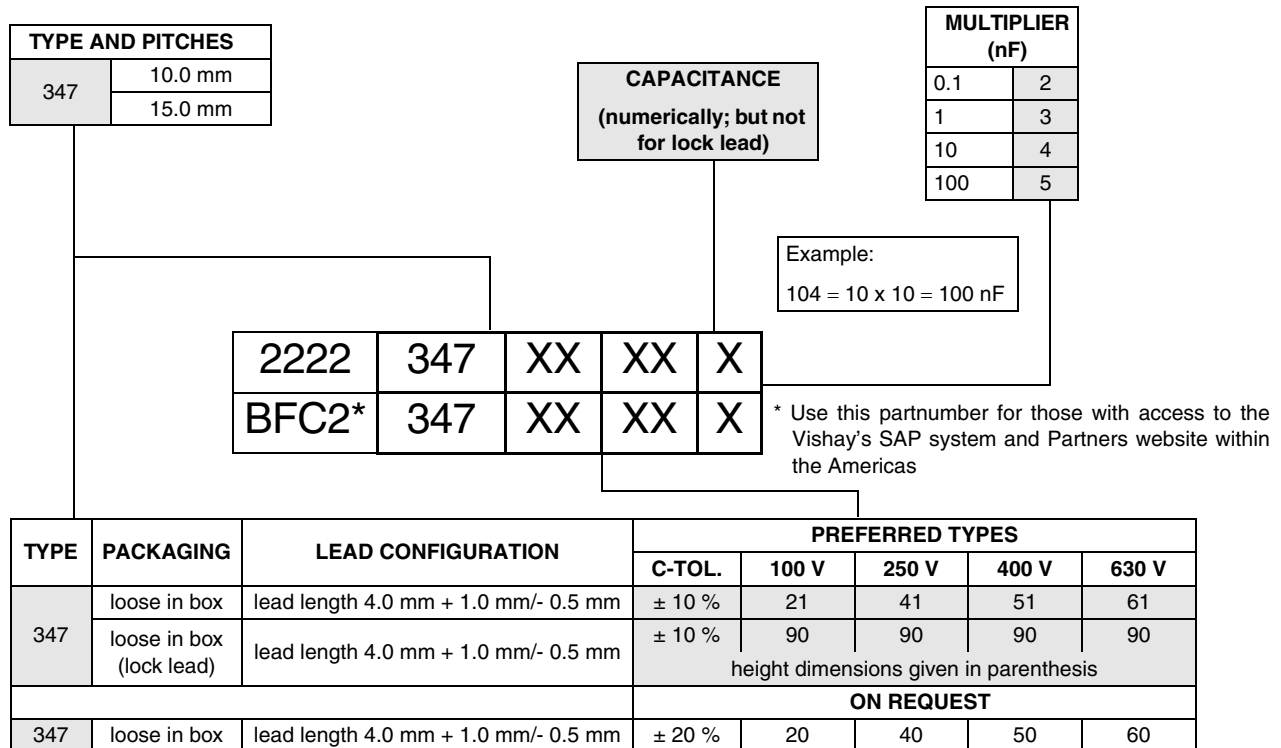 TYPE AND PITCHES
347
10.0 mm
15.0 mm
CAPACITANCE
(numerically; but not
for lock lead)
MULTIPLIER
(nF)
0.1 2
1 3
10 4
100 5
Example:
104 = 10 x 10 = 100 nF
2222 347 XX XX X
BFC2* 347 XX XX X
* Use this partnumber for those with access to the
Vishay's SAP system and Partners website within
the Americas
TYPE PACKAGING LEAD CONFIGURATION PREFERRED TYPES
C-TOL. 100 V 250 V 400 V 630 V
347
loose in box lead length 4.0 mm + 1.0 mm/- 0.5 mm ± 10 % 21 41 51 61
loose in box
(lock lead)
lead length 4.0 mm + 1.0 mm/- 0.5 mm
± 10 % 90 90 90 90
height dimensions given in parenthesis
ON REQUEST
347 loose in box lead length 4.0 mm + 1.0 mm/- 0.5 mm ± 20 % 20 40 50 60